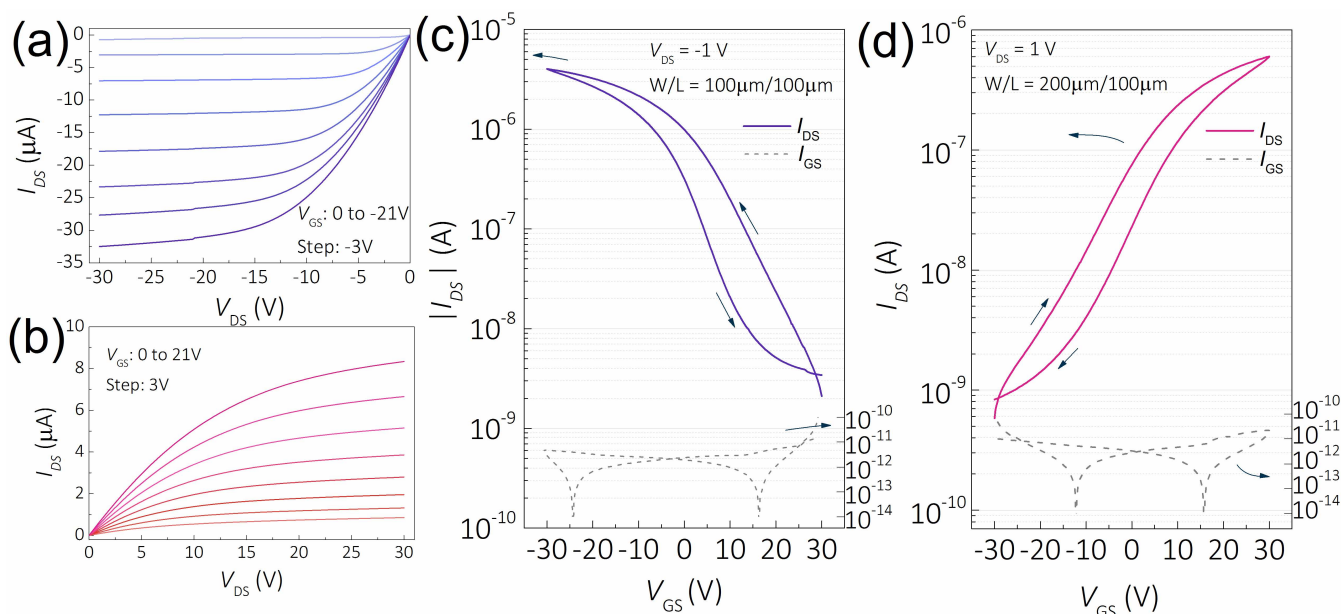 (a)
0
-5
-10
-15
-20
-25
-30
-35
I_DS (μA)
V_GS: 0 to -21V
Step: -3V
-30 -25 -20 -15 -10 -5 0
V_DS (V)
(b)
10
8
6
4
2
0
I_DS (μA)
V_GS: 0 to 21V
Step: 3V
0 5 10 15 20 25 30
V_DS (V)
(c)
10^-5
10^-6
10^-7
10^-8
10^-9
10^-10
|I_DS| (A)
V_DS = -1 V
W/L = 100μm/100μm
I_DS
I_GS
10^-10
10^-11
10^-12
10^-13
10^-14
-30 -20 -10 0 10 20 30
V_GS (V)
(d)
10^-6
10^-7
10^-8
10^-9
10^-10
I_DS (A)
V_DS = 1 V
W/L = 200μm/100μm
I_DS
I_GS
10^-10
10^-11
10^-12
10^-13
10^-14
-30 -20 -10 0 10 20 30
V_GS (V)